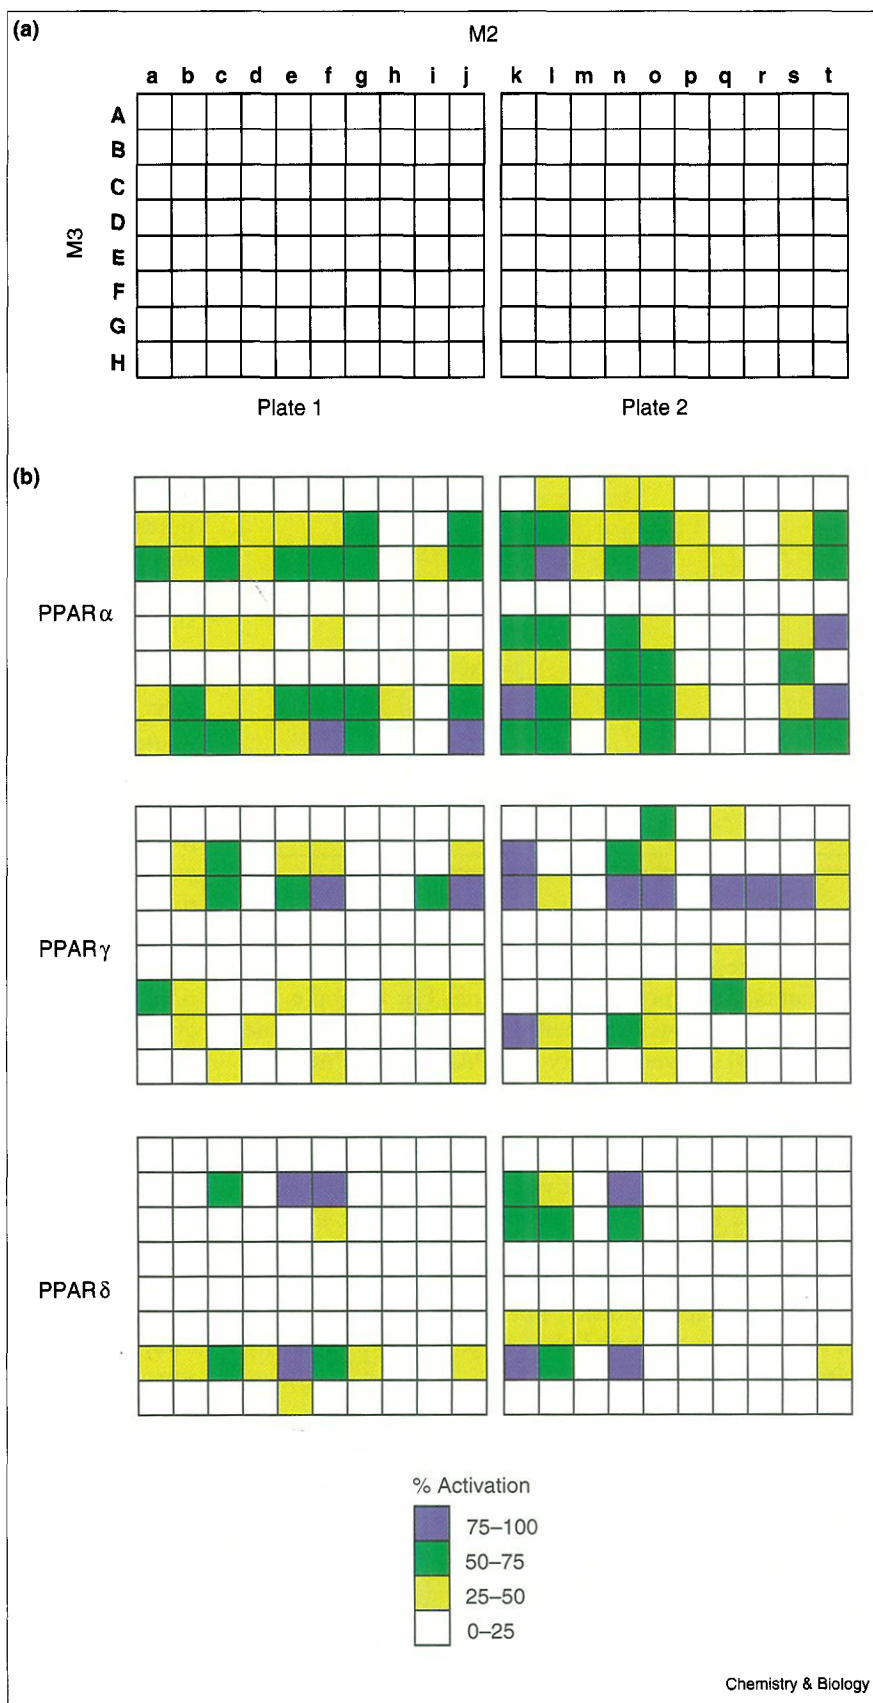 (a)
M2
a b c d e f g h i j k l m n o p q r s t
A
B
C
D
M3
E
F
G
H
Plate 1 Plate 2
(b)
PPARα
PPARγ
PPARδ
% Activation
75–100
50–75
25–50
0–25
Chemistry & Biology